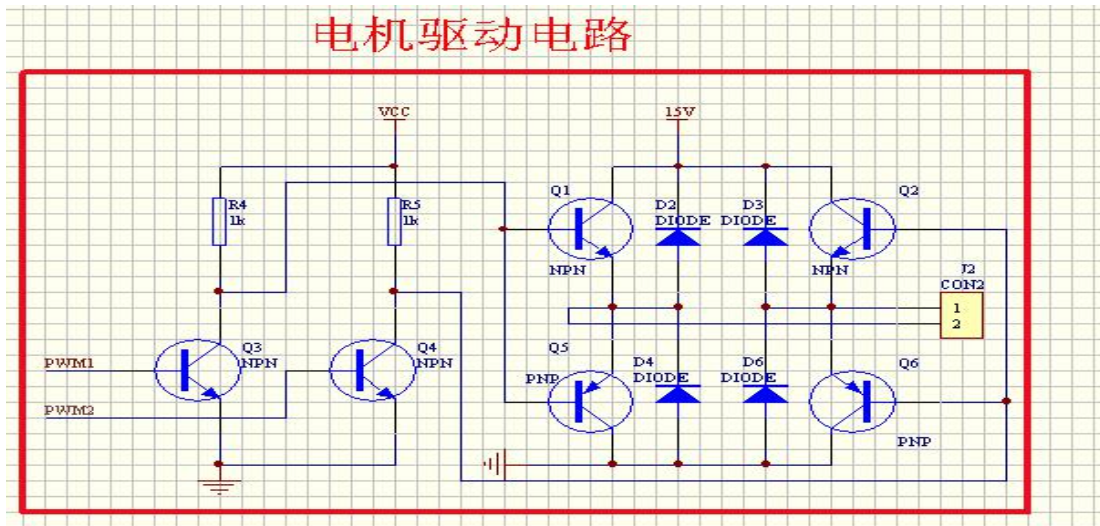 电机驱动电路
VCC
15V
Q1
D2
D3
Q2
R4
R5
DIODE
DIODE
1k
1k
NPN
NPN
J2
CON2
1
2
Q3
Q4
Q5
D4
D6
Q6
PWM1
NPN
NPN
PNP
DIODE
DIODE
PWM2
PNP